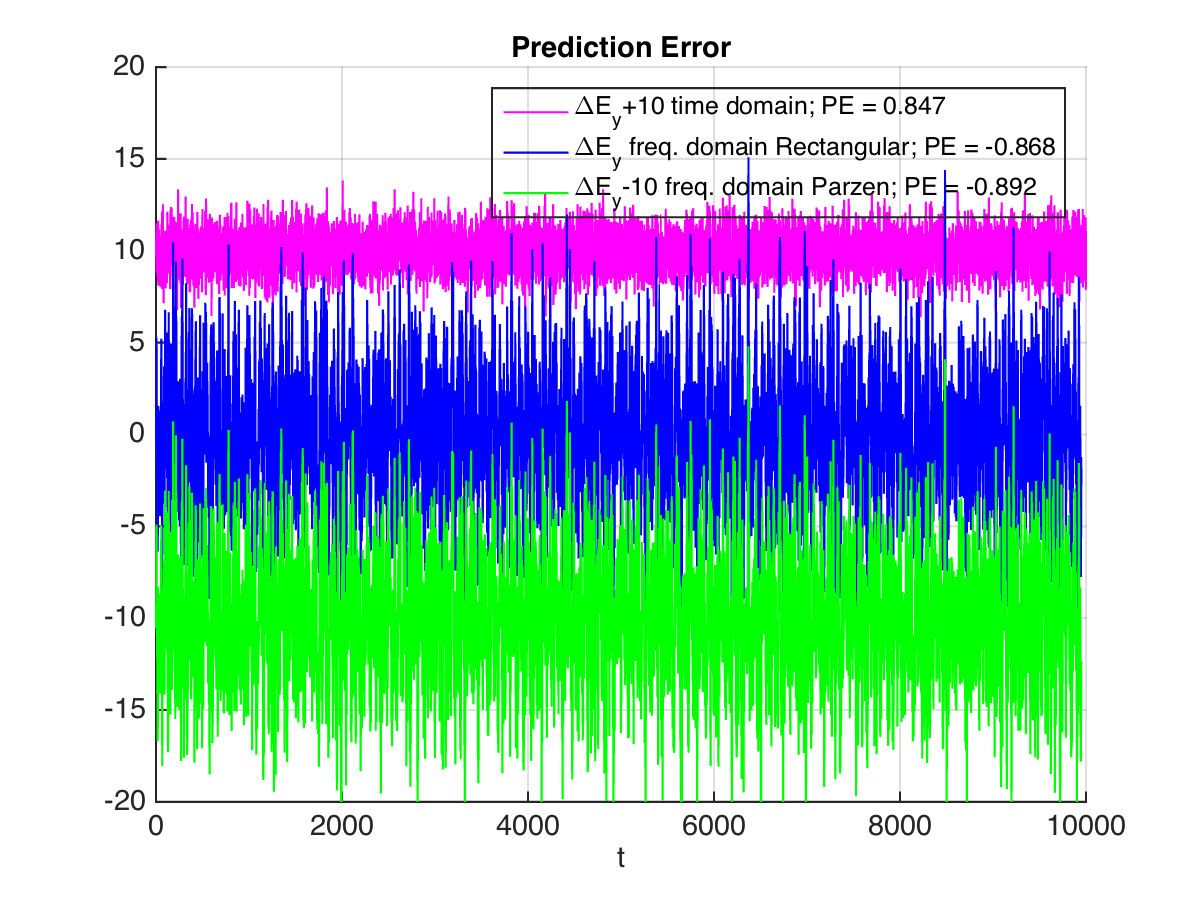 Prediction Error
20
15
10
5
0
-5
-10
-15
-20
ΔEy+10 time domain; PE = 0.847
ΔEy freq. domain Rectangular; PE = -0.868
ΔEy-10 freq. domain Parzen; PE = -0.892
0 2000 4000 6000 8000 10000
t